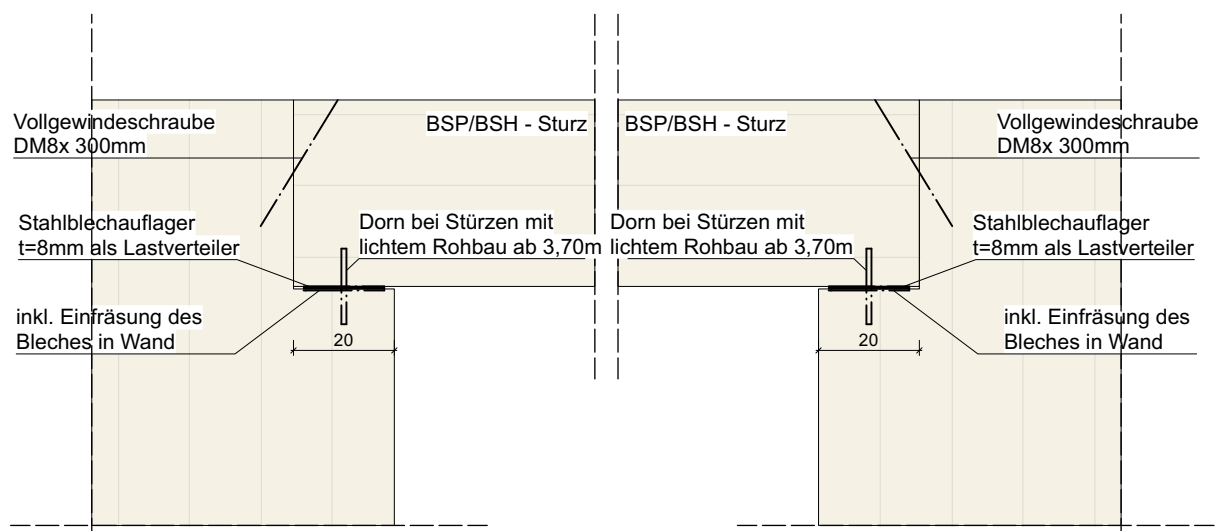 Vollgewindeschraube
DM8x 300mm
BSP/BSH - Sturz
BSP/BSH - Sturz
Vollgewindeschraube
DM8x 300mm
Stahlblechauflager
t=8mm als Lastverteiler
Dorn bei Stürzen mit
lichtem Rohbau ab 3,70m
Dorn bei Stürzen mit
lichtem Rohbau ab 3,70m
Stahlblechauflager
t=8mm als Lastverteiler
inkl. Einfräsung des
Bleches in Wand
20
20
inkl. Einfräsung des
Bleches in Wand